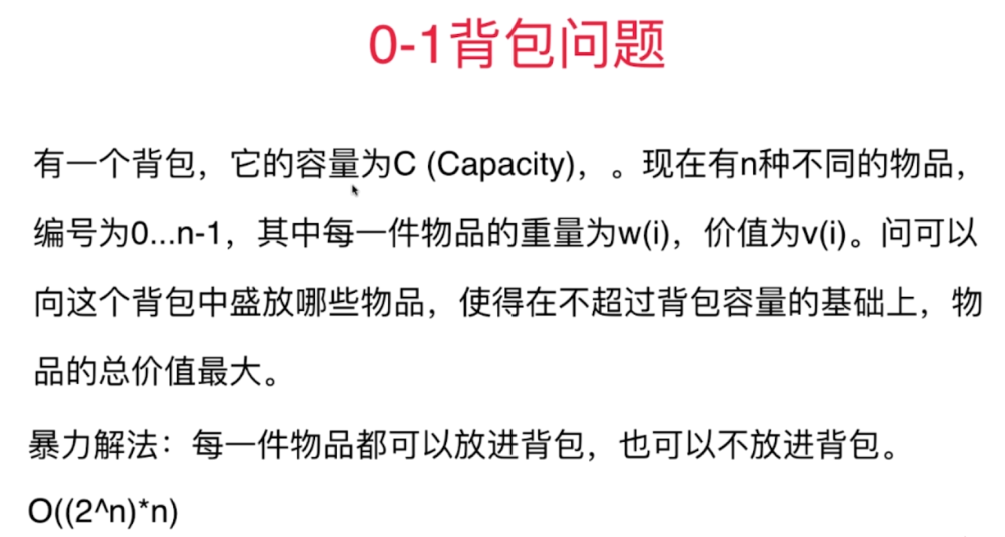 0-1背包问题
有一个背包，它的容量为C (Capacity)，。现在有n种不同的物品，
编号为0...n-1，其中每一件物品的重量为w(i)，价值为v(i)。问可以
向这个背包中盛放哪些物品，使得在不超过背包容量的基础上，物
品的总价值最大。
暴力解法：每一件物品都可以放进背包，也可以不放进背包。
O((2^n)*n)